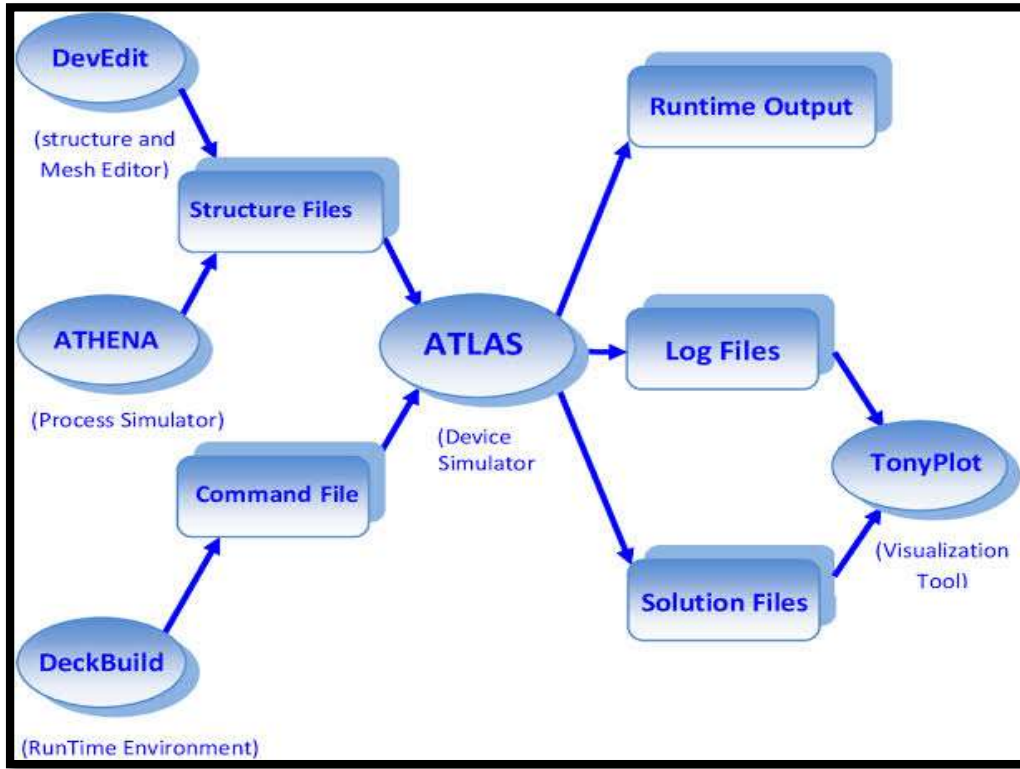 DevEdit
(structure and
Mesh Editor)
Structure Files
ATHENA
(Process Simulator)
Command File
DeckBuild
(RunTime Environment)
ATLAS
(Device
Simulator
Runtime Output
Log Files
Solution Files
TonyPlot
(Visualization
Tool)